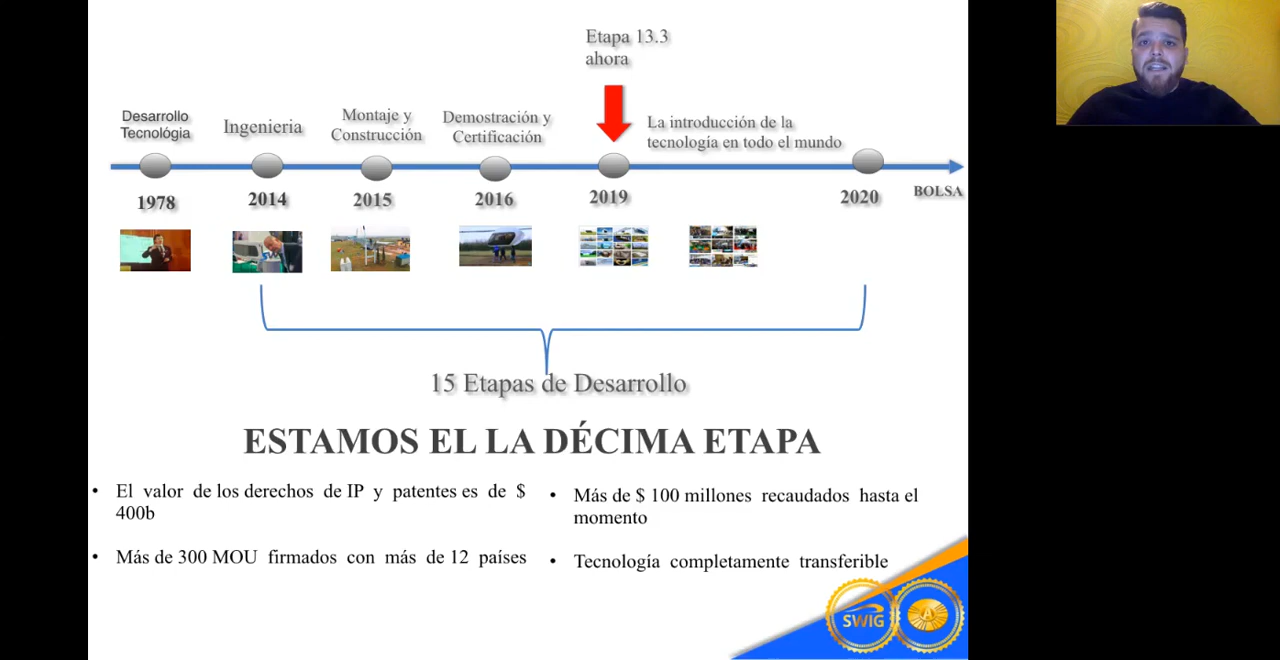 Etapa 13.3
ahora
Desarrollo
Tecnológia
Ingenieria
Montaje y
Construcción
Demostración y
Certificación
La introducción de la
tecnología en todo el mundo
1978
2014
2015
2016
2019
2020
BOLSA
15 Etapas de Desarrollo
ESTAMOS EL LA DÉCIMA ETAPA
• El valor de los derechos de IP y patentes es de $
400b
• Más de 300 MOU firmados con más de 12 países
• Más de $ 100 millones recaudados hasta el
momento
• Tecnología completamente transferible
SWIG
A